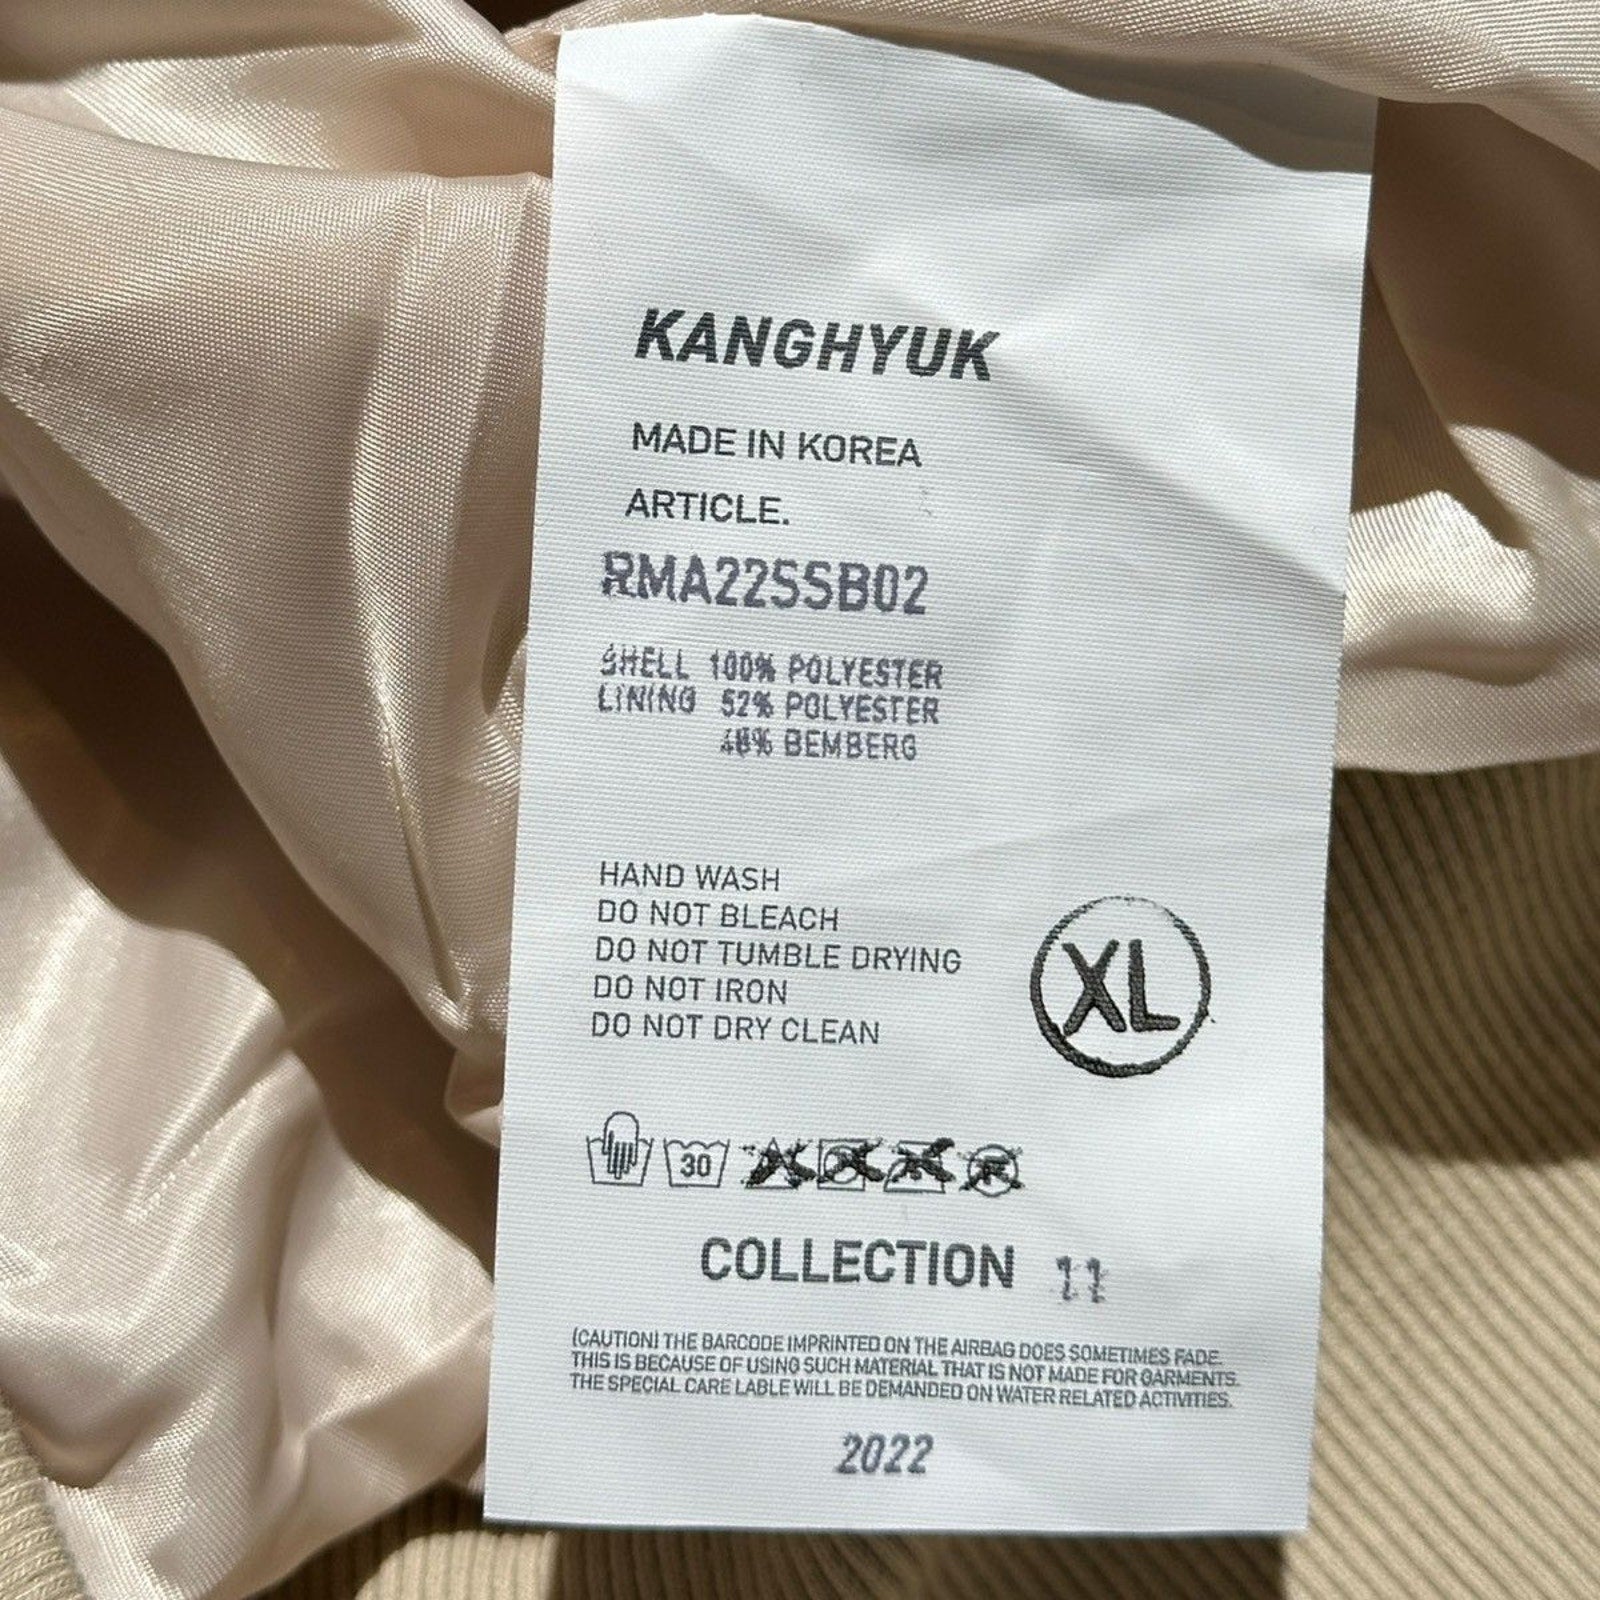 KANGHYUK
MADE IN KOREA
ARTICLE.
RMA22SSB02
SHELL 100% POLYESTER
LINING 52% POLYESTER
48% BEMBERG
HAND WASH
DO NOT BLEACH
DO NOT TUMBLE DRYING
DO NOT IRON
DO NOT DRY CLEAN
XL
30
COLLECTION 11
(CAUTION) THE BARCODE IMPRINTED ON THE AIRBAG DOES SOMETIMES FADE.
THIS IS BECAUSE OF USING SUCH MATERIAL THAT IS NOT MADE FOR GARMENTS.
THE SPECIAL CARE LABLE WILL BE DEMANDED ON WATER RELATED ACTIVITIES.
2022